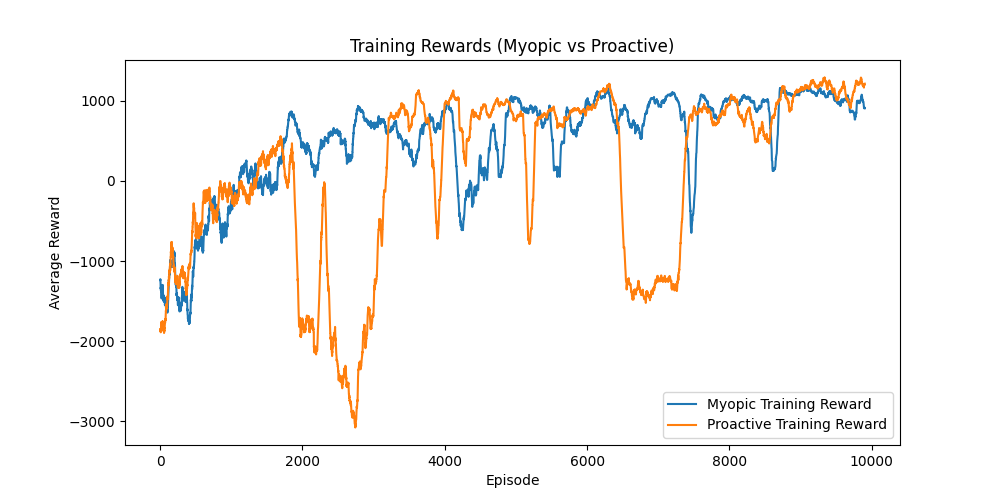 Training Rewards (Myopic vs Proactive)
Average Reward
1000
0
−1000
−2000
−3000
0 2000 4000 6000 8000 10000
Episode
Myopic Training Reward
Proactive Training Reward